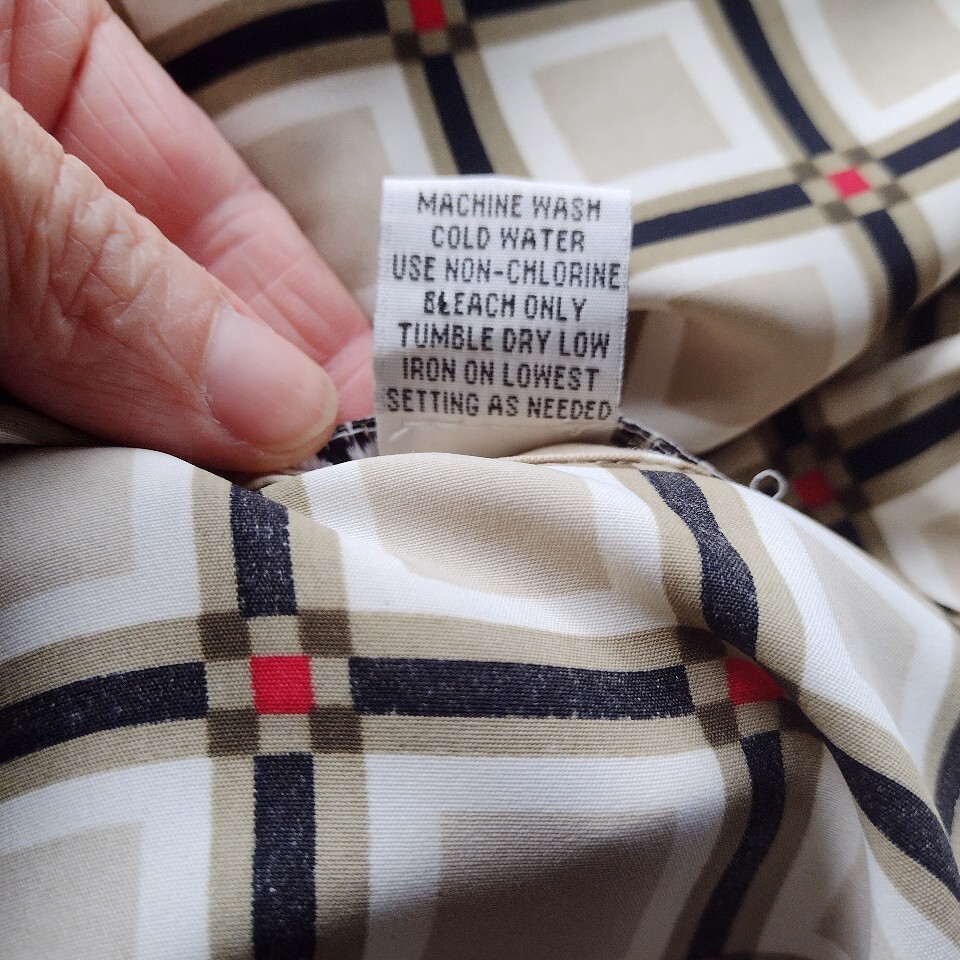 MACHINE WASH
COLD WATER
USE NON-CHLORINE
BLEACH ONLY
TUMBLE DRY LOW
IRON ON LOWEST
SETTING AS NEEDED